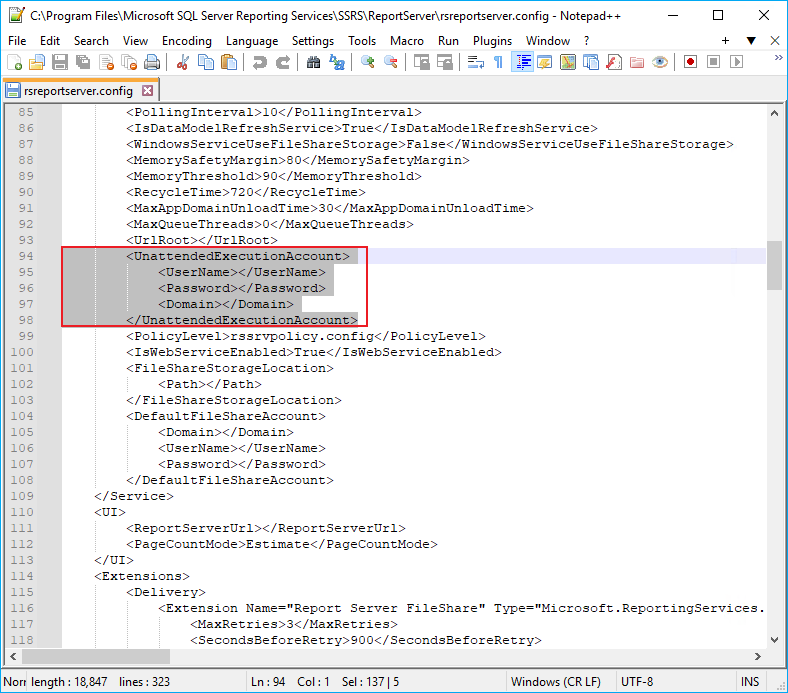 C:\Program Files\Microsoft SQL Server Reporting Services\SSRS\ReportServer\rsreportserver.config - Notepad++
File Edit Search View Encoding Language Settings Tools Macro Run Plugins Window ? + ▼ X
rsreportserver.config
85 <PollingInterval>10</PollingInterval>
86 <IsDataModelRefreshService>True</IsDataModelRefreshService>
87 <WindowsServiceUseFileShareStorage>False</WindowsServiceUseFileShareStorage>
88 <MemorySafetyMargin>80</MemorySafetyMargin>
89 <MemoryThreshold>90</MemoryThreshold>
90 <RecycleTime>720</RecycleTime>
91 <MaxAppDomainUnloadTime>30</MaxAppDomainUnloadTime>
92 <MaxQueueThreads>0</MaxQueueThreads>
93 <UrlRoot></UrlRoot>
94 <UnattendedExecutionAccount>
95 <UserName></UserName>
96 <Password></Password>
97 <Domain></Domain>
98 </UnattendedExecutionAccount>
99 <PolicyLevel>rssrvpolicy.config</PolicyLevel>
100 <IsWebServiceEnabled>True</IsWebServiceEnabled>
101 <FileShareStorageLocation>
102 <Path></Path>
103 </FileShareStorageLocation>
104 <DefaultFileShareAccount>
105 <Domain></Domain>
106 <UserName></UserName>
107 <Password></Password>
108 </DefaultFileShareAccount>
109 </Service>
110 <UI>
111 <ReportServerUrl></ReportServerUrl>
112 <PageCountMode>Estimate</PageCountMode>
113 </UI>
114 <Extensions>
115 <Delivery>
116 <Extension Name="Report Server FileShare" Type="Microsoft.ReportingServices.
117 <MaxRetries>3</MaxRetries>
118 <SecondsBeforeRetry>900</SecondsBeforeRetry>
Norr length : 18,847 lines : 323 Ln : 94 Col : 1 Sel : 137 | 5 Windows (CR LF) UTF-8 INS